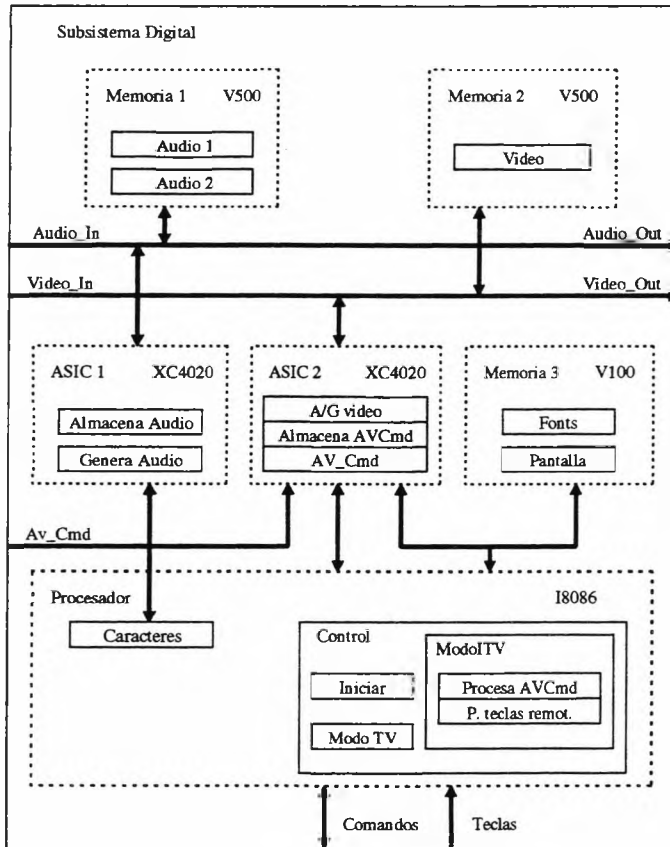 Subsistema Digital
Memoria 1 V500
Audio 1
Audio 2
Memoria 2 V500
Video
Audio_In
Audio_Out
Video_In
Video_Out
ASIC 1 XC4020
Almacena Audio
Genera Audio
ASIC 2 XC4020
A/G video
Almacena AVCmd
AV_Cmd
Memoria 3 V100
Fonts
Pantalla
Av_Cmd
Procesador
I8086
Caracteres
Control
Iniciar
Modo TV
ModoITV
Procesa AVCmd
P. teclas remot.
Comandos
Teclas